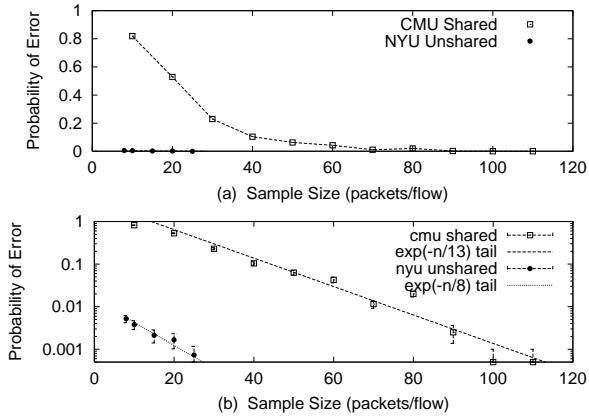 1
0.8
0.6
0.4
0.2
0
Probability of Error
CMU Shared
NYU Unshared
0 20 40 60 80 100 120
(a) Sample Size (packets/flow)
1
0.1
0.01
0.001
Probability of Error
cmu shared
exp(-n/13) tail
nyu unshared
exp(-n/8) tail
0 20 40 60 80 100 120
(b) Sample Size (packets/flow)